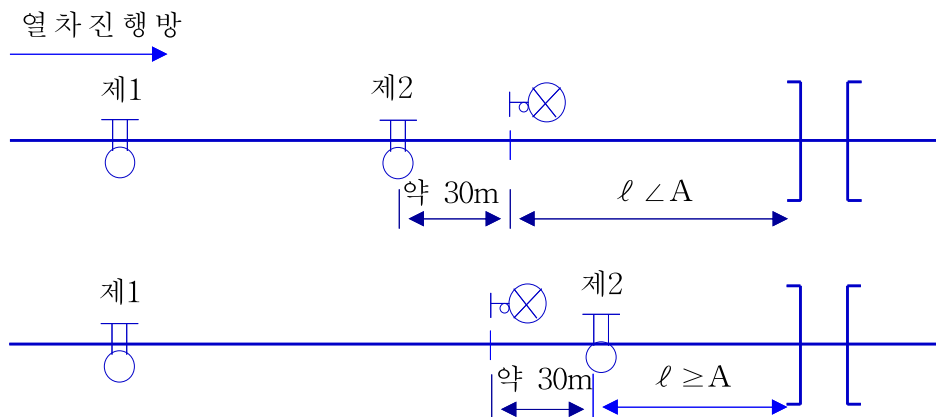 열차진행방
제1
제2
약 30m
ℓ ∠A
제1
제2
약 30m
ℓ ≥A